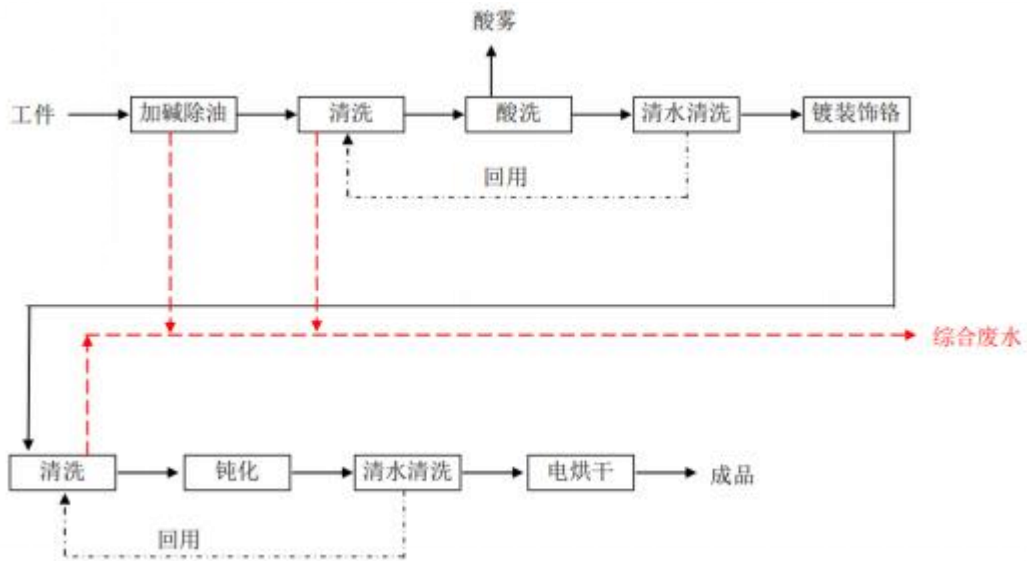 酸雾
工件 加碱除油 清洗 酸洗 清水清洗 镀装饰铬
回用
综合废水
清洗 钝化 清水清洗 电烘干 成品
回用